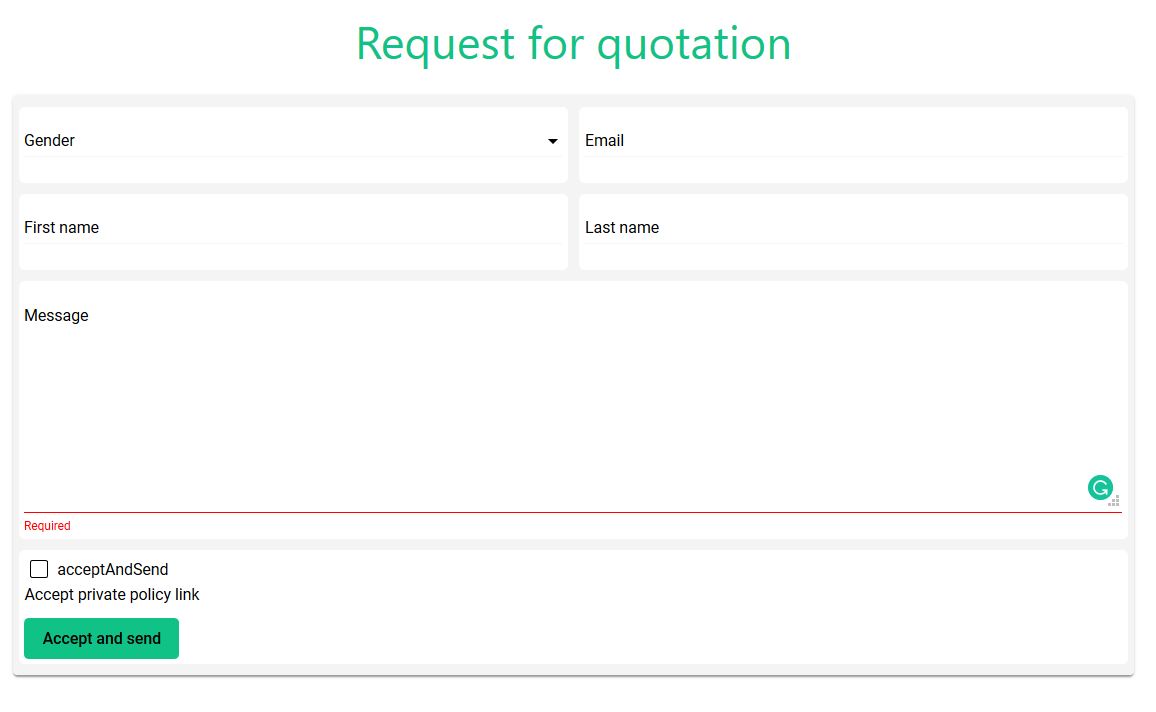 Request for quotation
Gender
Email
First name
Last name
Message
Required
acceptAndSend
Accept private policy link
Accept and send